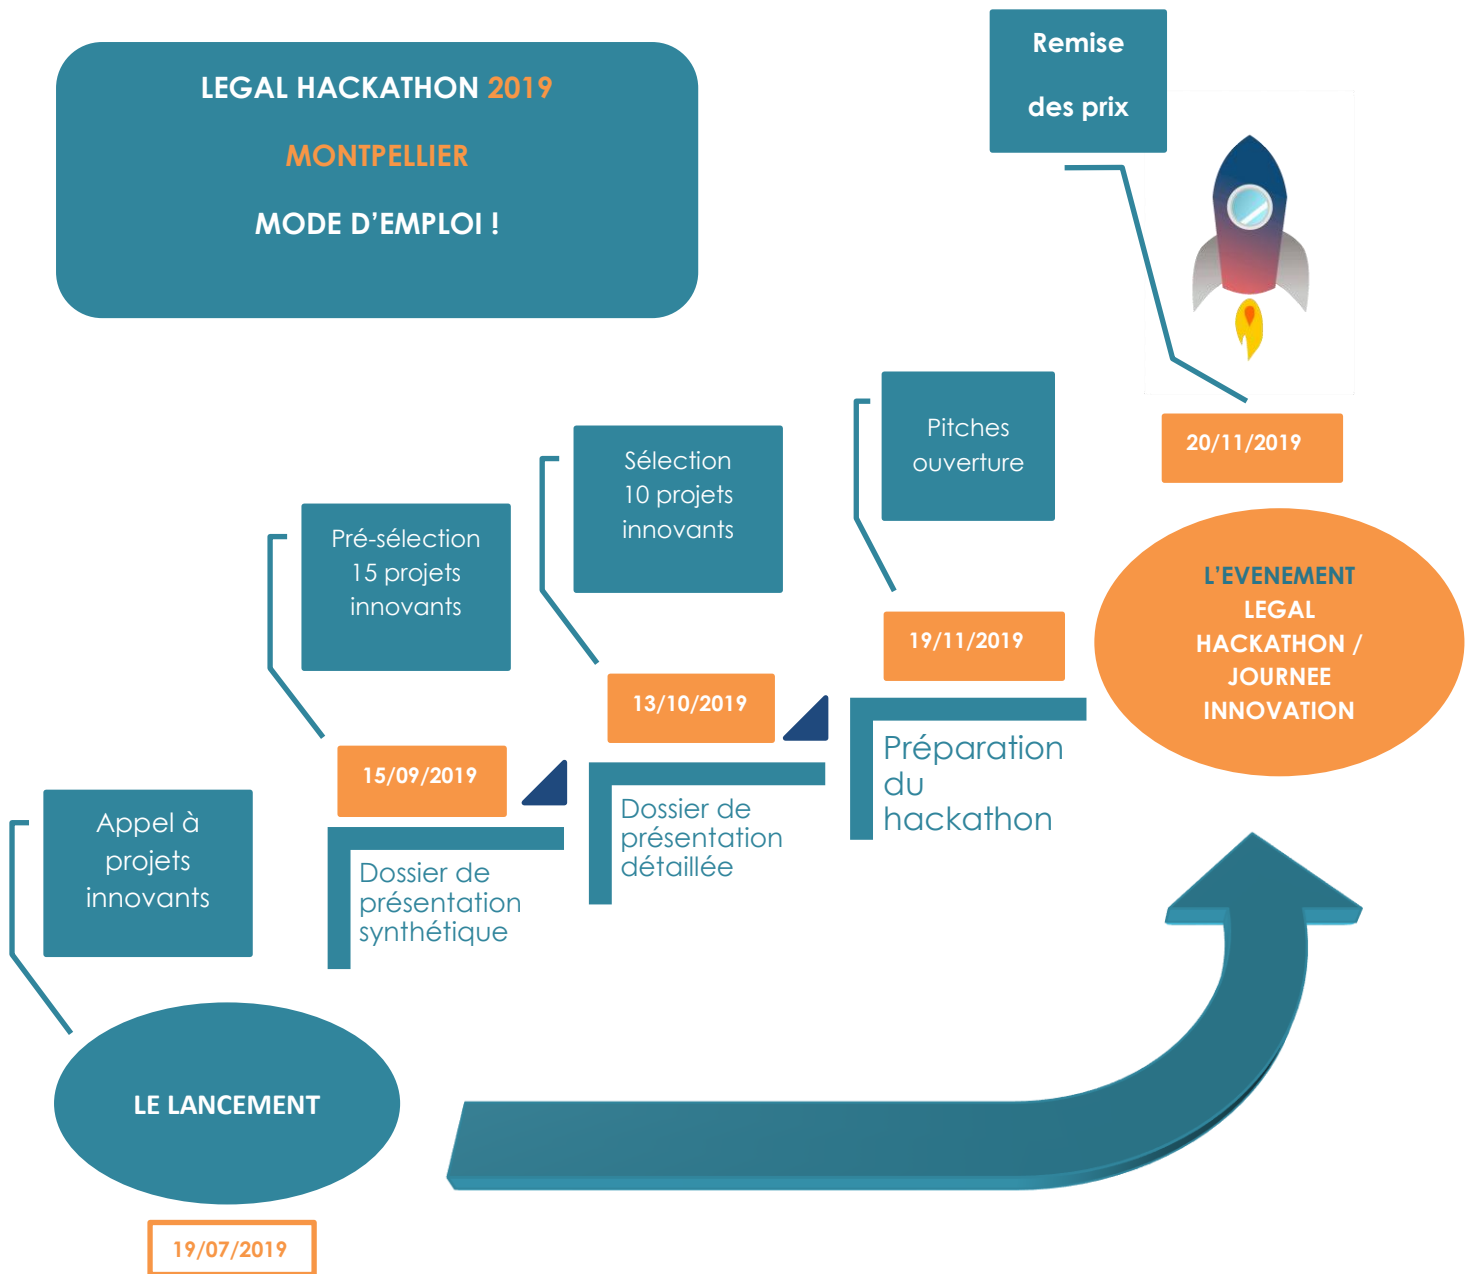 LEGAL HACKATHON 2019
MONTPELLIER
MODE D'EMPLOI !
Remise
des prix
20/11/2019
L'EVENEMENT
LEGAL
HACKATHON /
JOURNEE
INNOVATION
Pitches
ouverture
19/11/2019
Préparation
du
hackathon
Sélection
10 projets
innovants
13/10/2019
Dossier de
présentation
détaillée
Pré-sélection
15 projets
innovants
15/09/2019
Dossier de
présentation
synthétique
Appel à
projets
innovants
LE LANCEMENT
19/07/2019